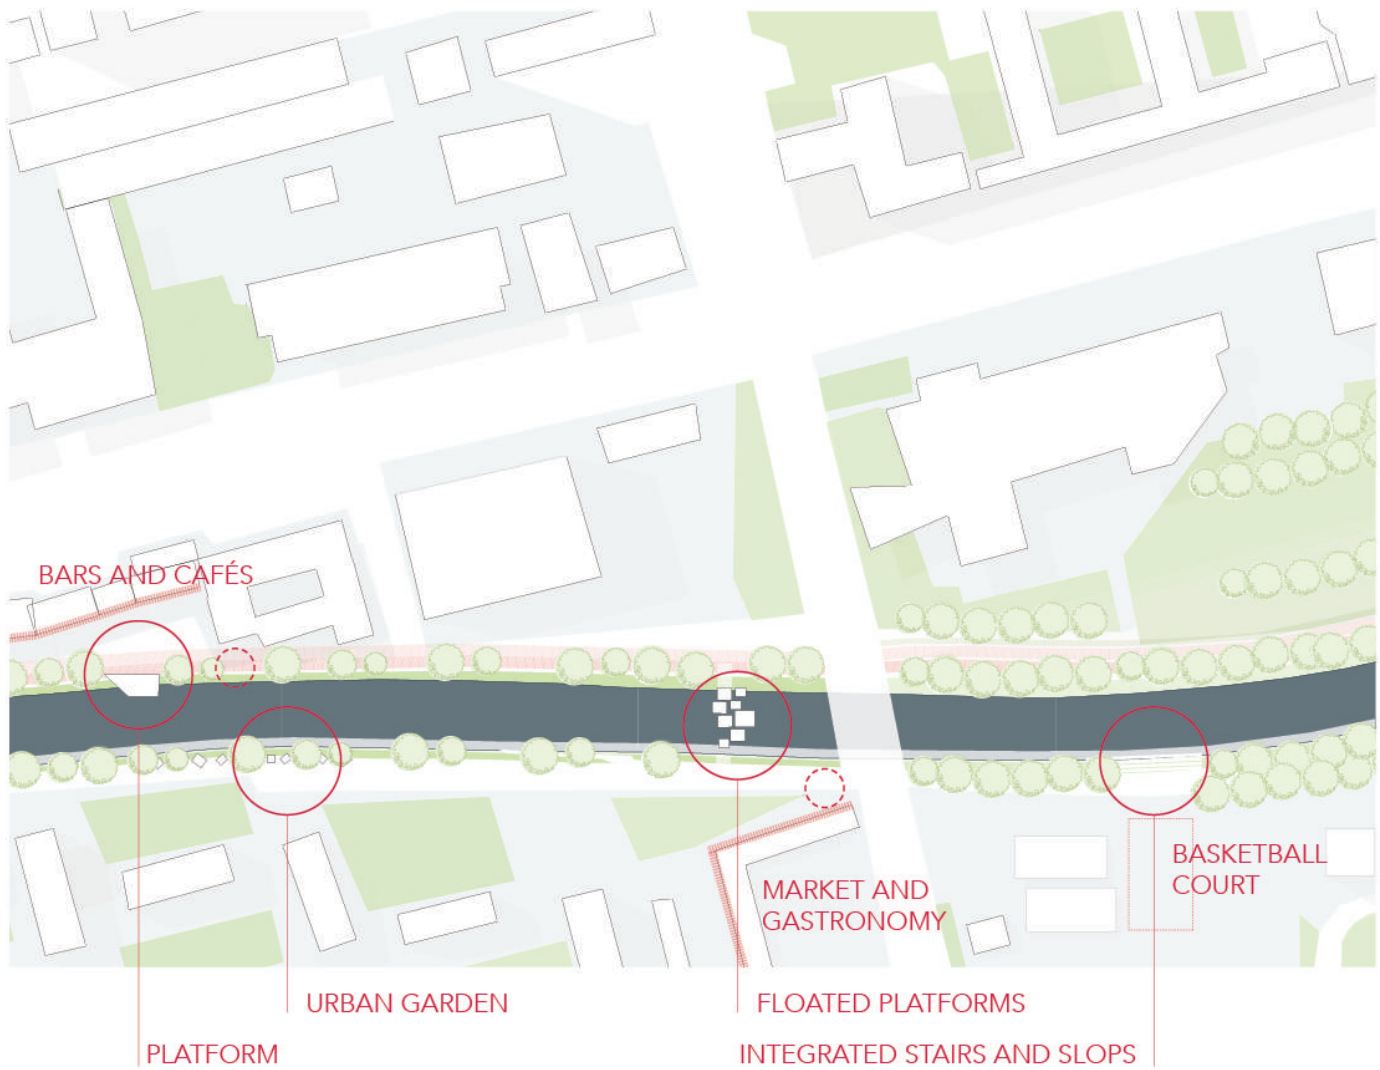 BARS AND CAFÉS
BASKETBALL
COURT
MARKET AND
GASTRONOMY
URBAN GARDEN
FLOATED PLATFORMS
PLATFORM
INTEGRATED STAIRS AND SLOPS